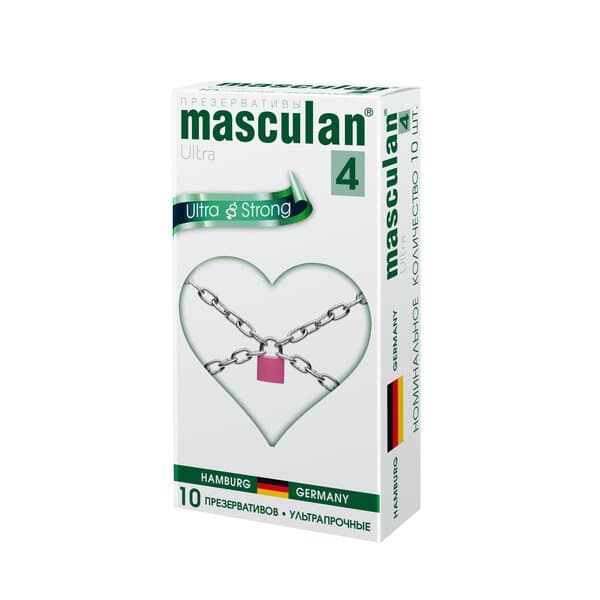 ПРЕЗЕРВАТИВЫ
masculan®
Ultra
4
Ultra & Strong
HAMBURG GERMANY
10 ПРЕЗЕРВАТИВОВ • УЛЬТРАПРОЧНЫЕ
masculan 4
Ultra
HAMBURG GERMANY
НОМИНАЛЬНОЕ КОЛИЧЕСТВО 10 ШТ.